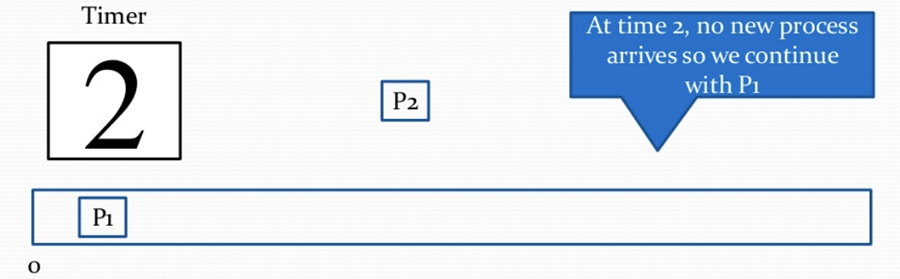 Timer
2
P2
At time 2, no new process
arrives so we continue
with P1
P1
0